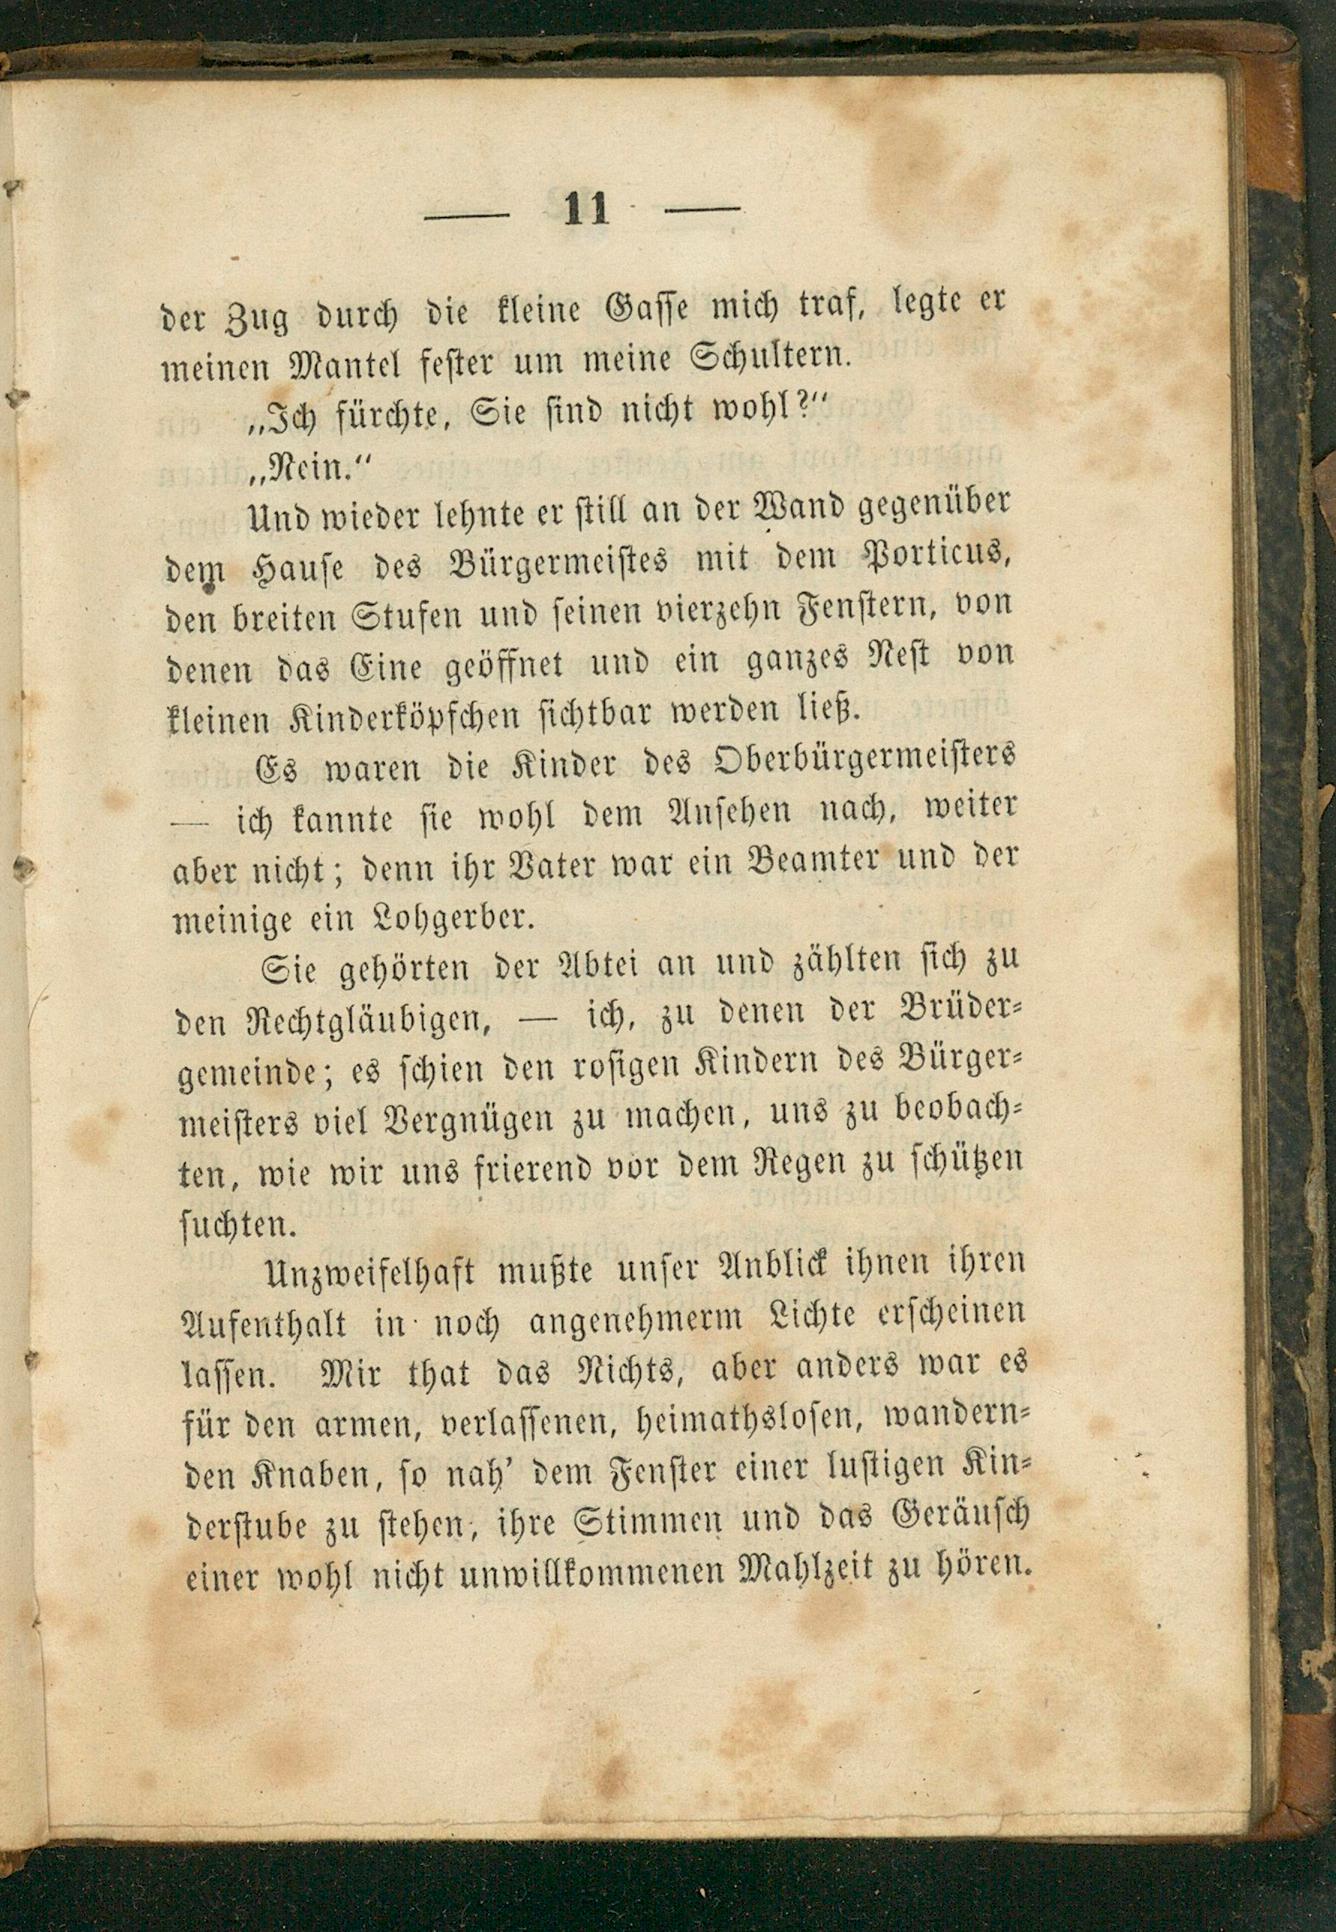 — 11 —
der Zug durch die kleine Gasse mich traf, legte er
meinen Mantel fester um meine Schultern.
„Ich fürchte, Sie sind nicht wohl?“
„Nein.“
Und wieder lehnte er still an der Wand gegenüber
dem Hause des Bürgermeistes mit dem Porticus,
den breiten Stufen und seinen vierzehn Fenstern, von
denen das Eine geöffnet und ein ganzes Nest von
kleinen Kinderköpfchen sichtbar werden ließ.
Es waren die Kinder des Oberbürgermeisters
— ich kannte sie wohl dem Ansehen nach, weiter
aber nicht; denn ihr Vater war ein Beamter und der
meinige ein Lohgerber.
Sie gehörten der Abtei an und zählten sich zu
den Rechtgläubigen, — ich, zu denen der Brüder-
gemeinde; es schien den rosigen Kindern des Bürger-
meisters viel Vergnügen zu machen, uns zu beobach-
ten, wie wir uns frierend vor dem Regen zu schützen
suchten.
Unzweifelhaft mußte unser Anblick ihnen ihren
Aufenthalt in noch angenehmerm Lichte erscheinen
lassen. Mir that das Nichts, aber anders war es
für den armen, verlassenen, heimathslosen, wandern-
den Knaben, so nah’ dem Fenster einer lustigen Kin-
derstube zu stehen, ihre Stimmen und das Geräusch
einer wohl nicht unwillkommenen Mahlzeit zu hören.